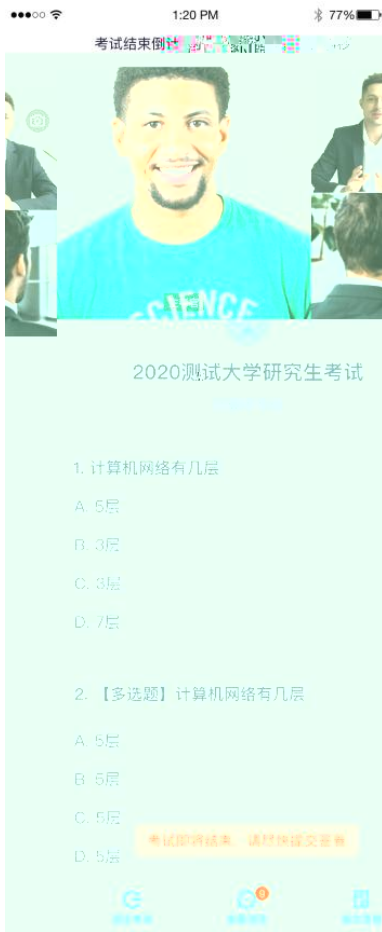 1:20 PM
77%
考试结束倒计
SCIENCE
2020测试大学研究生考试
1. 计算机网络有几层
A. 5层
B. 3层
C. 3层
D. 7层
2. 【多选题】计算机网络有几层
A. 5层
B. 6层
C. 5层
D. 5层
考试即将结束，请尽快提交答卷
9